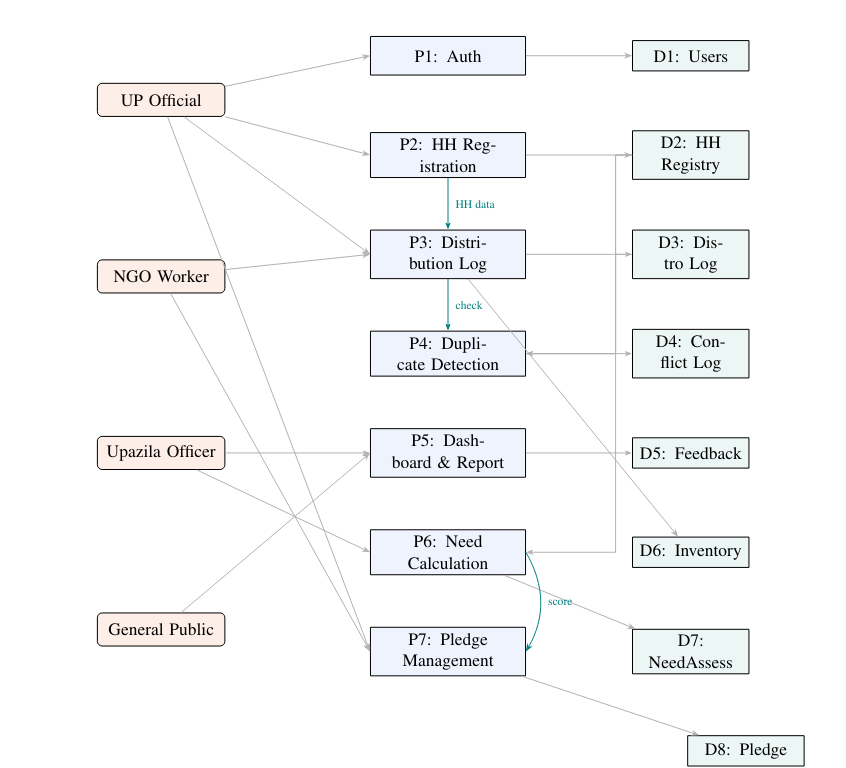 P1: Auth
D1: Users
UP Official
P2: HH Reg-
istration
D2: HH
Registry
HH data
P3: Distri-
bution Log
D3: Dis-
tro Log
NGO Worker
check
P4: Dupli-
cate Detection
D4: Con-
flict Log
Upazila Officer
P5: Dash-
board & Report
D5: Feedback
P6: Need
Calculation
D6: Inventory
score
General Public
P7: Pledge
Management
D7:
NeedAssess
D8: Pledge